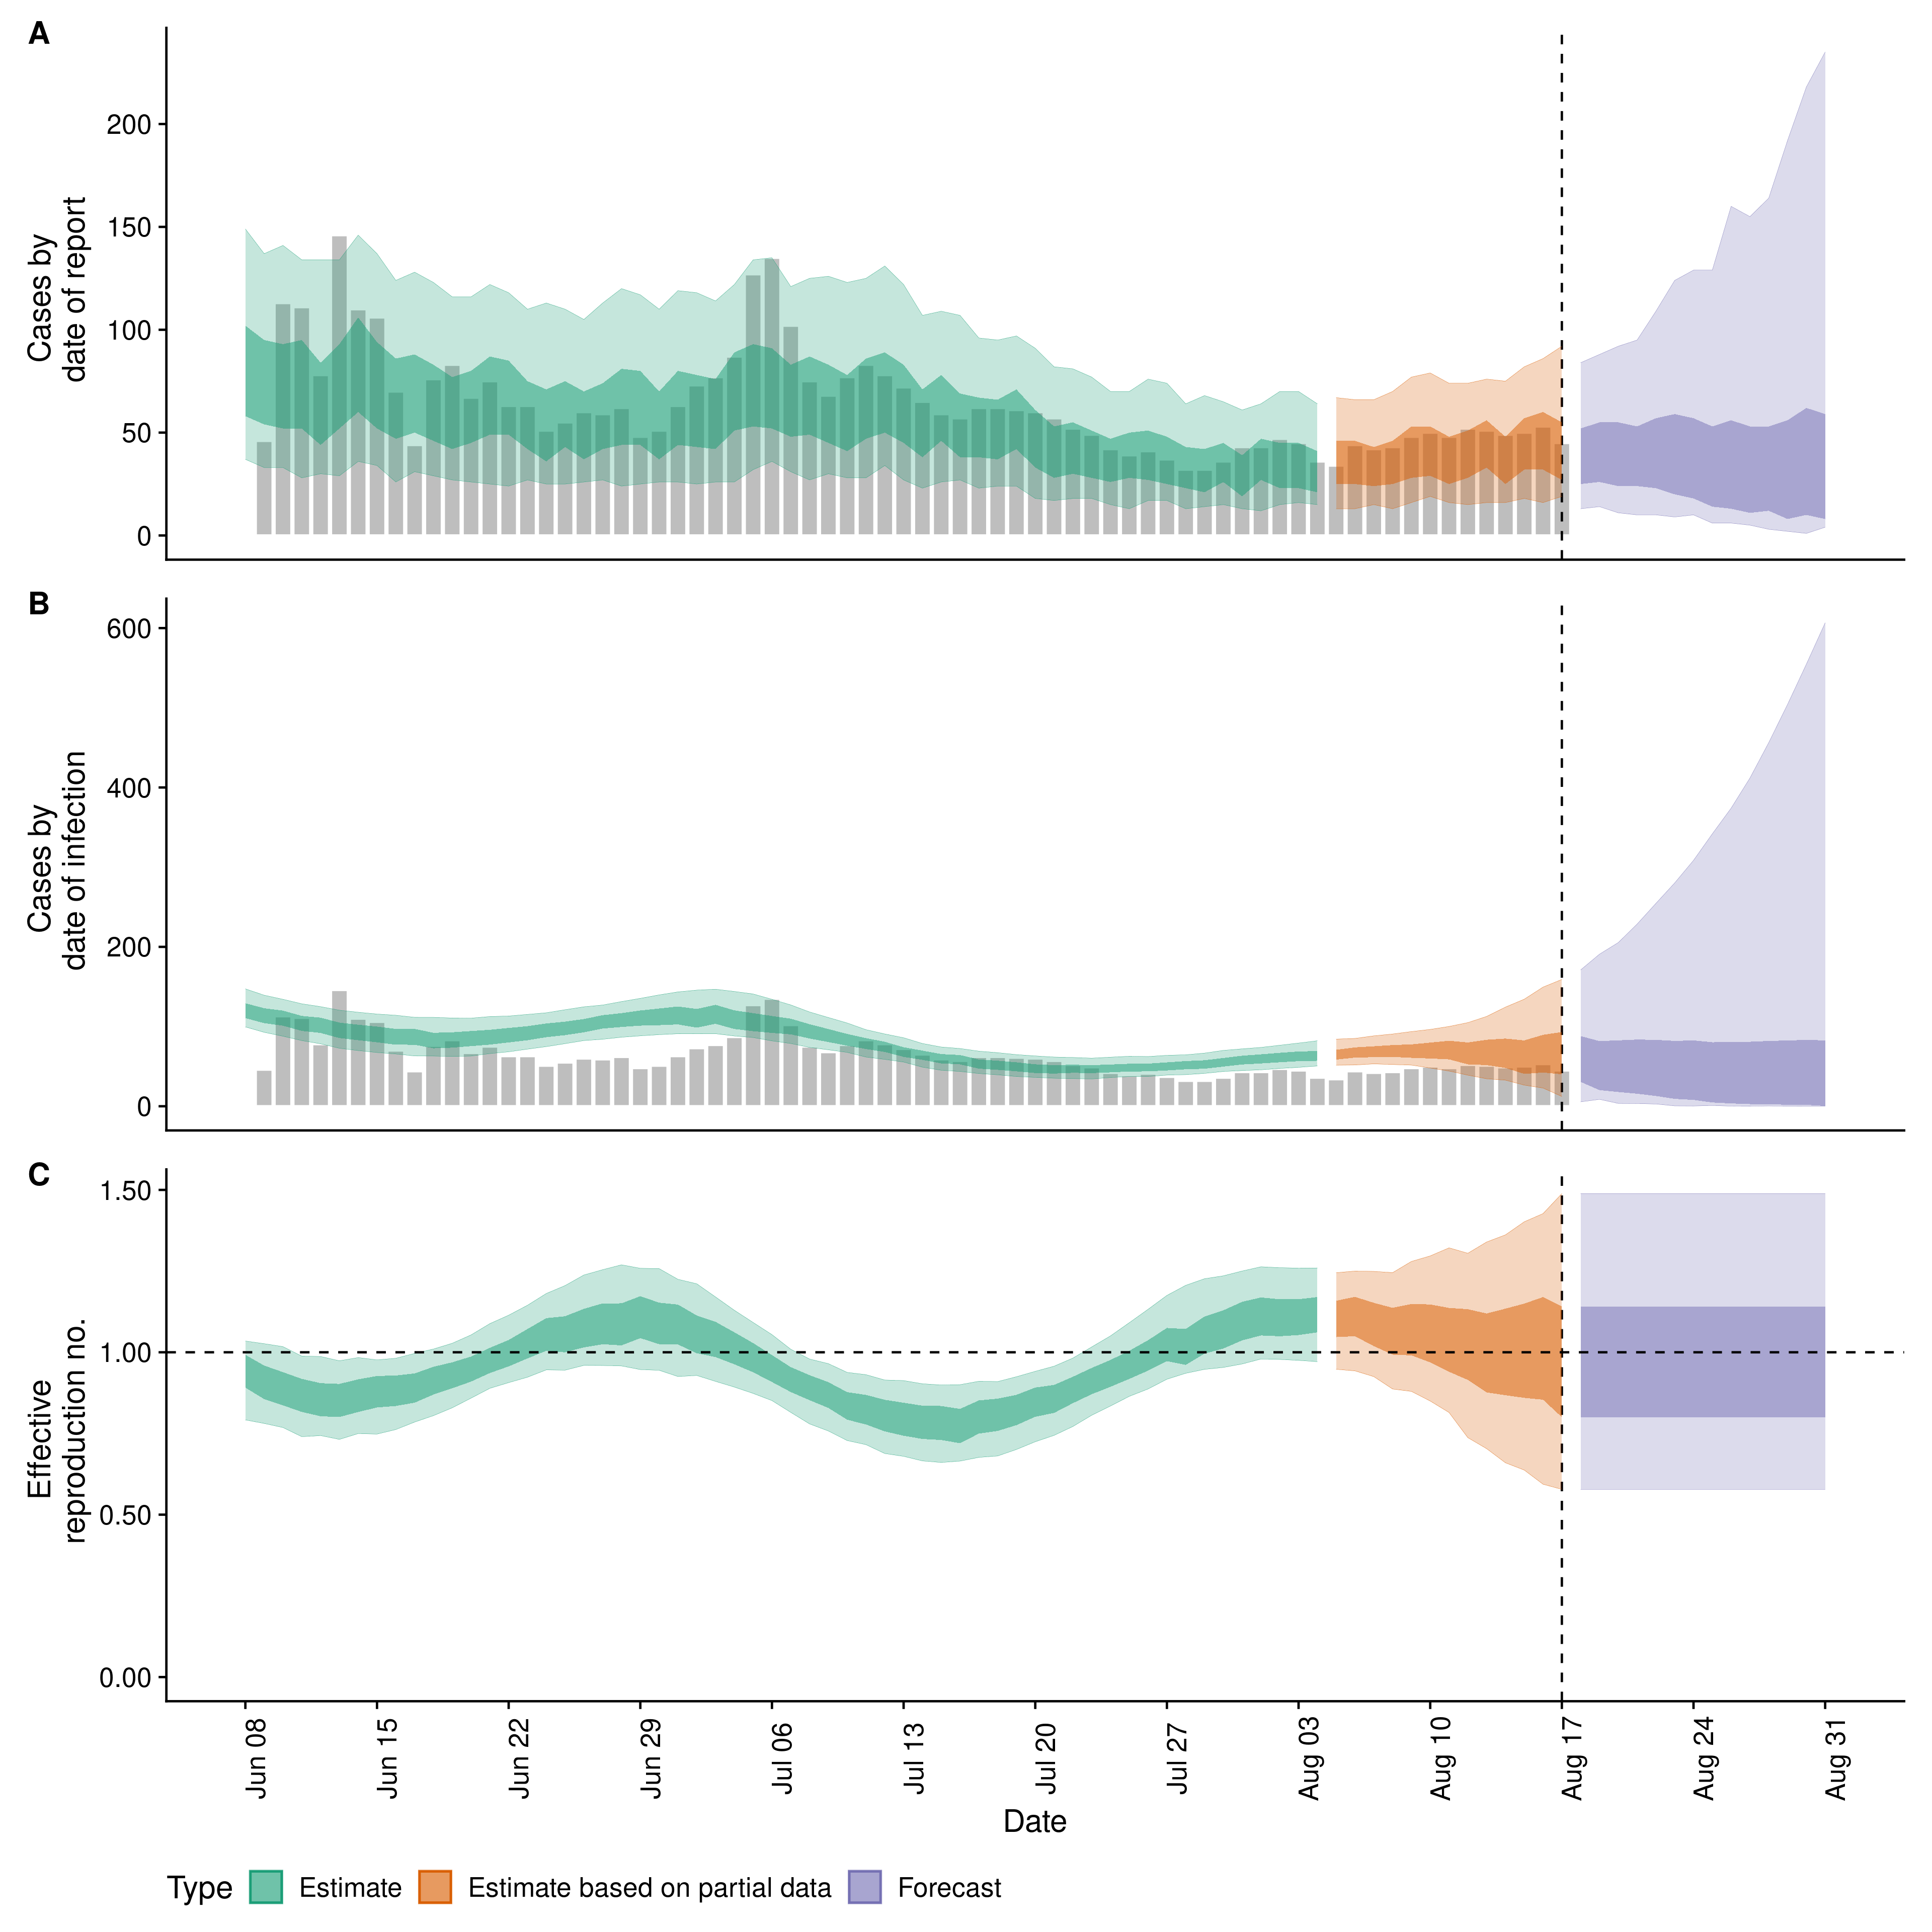 A
Cases by
date of report
200
150
100
50
0
B
Cases by
date of infection
600
400
200
0
C
Effective
reproduction no.
1.50
1.00
0.50
0.00
Jun 08
Jun 15
Jun 22
Jun 29
Jul 06
Jul 13
Jul 20
Jul 27
Aug 03
Aug 10
Aug 17
Aug 24
Aug 31
Date
Type Estimate Estimate based on partial data Forecast